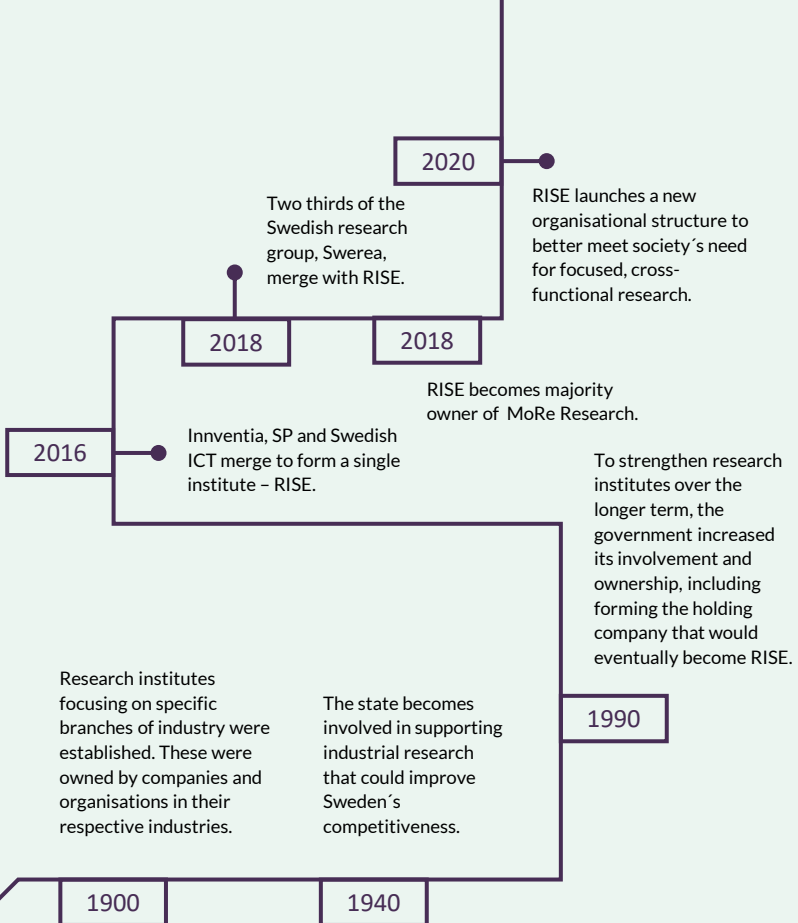 2020
RISE launches a new
organisational structure to
better meet society´s need
for focused, cross-
functional research.
Two thirds of the
Swedish research
group, Swerea,
merge with RISE.
2018
2018
RISE becomes majority
owner of  MoRe Research.
2016
Innventia, SP and Swedish
ICT merge to form a single
institute – RISE.
To strengthen research
institutes over the
longer term, the
government increased
its involvement and
ownership, including
forming the holding
company that would
eventually become RISE.
1990
Research institutes
focusing on specific
branches of industry were
established. These were
owned by companies and
organisations in their
respective industries.
1900
The state becomes
involved in supporting
industrial research
that could improve
Sweden´s
competitiveness.
1940